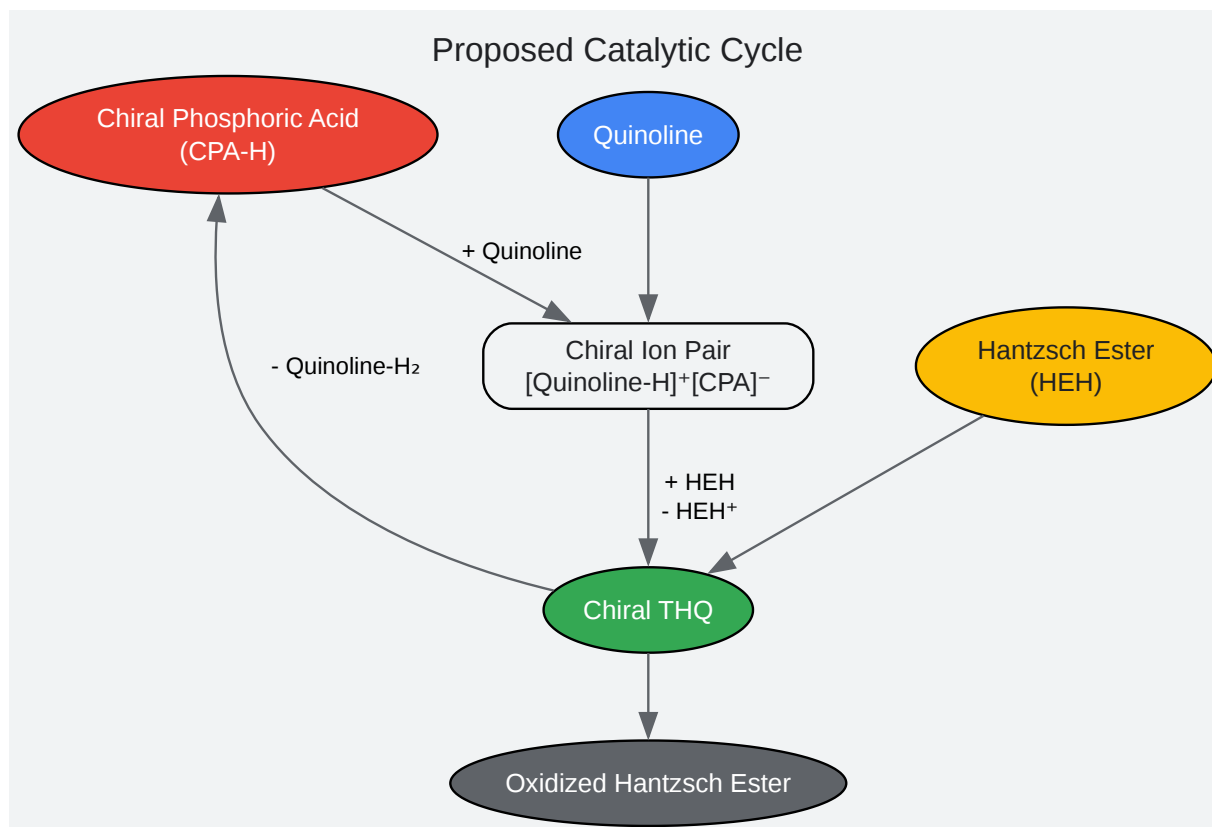 Proposed Catalytic Cycle
Chiral Phosphoric Acid
(CPA-H)
Quinoline
+ Quinoline
Chiral Ion Pair
[Quinoline-H]⁺[CPA]⁻
Hantzsch Ester
(HEH)
- Quinoline-H₂
+ HEH
- HEH⁺
Chiral THQ
Oxidized Hantzsch Ester